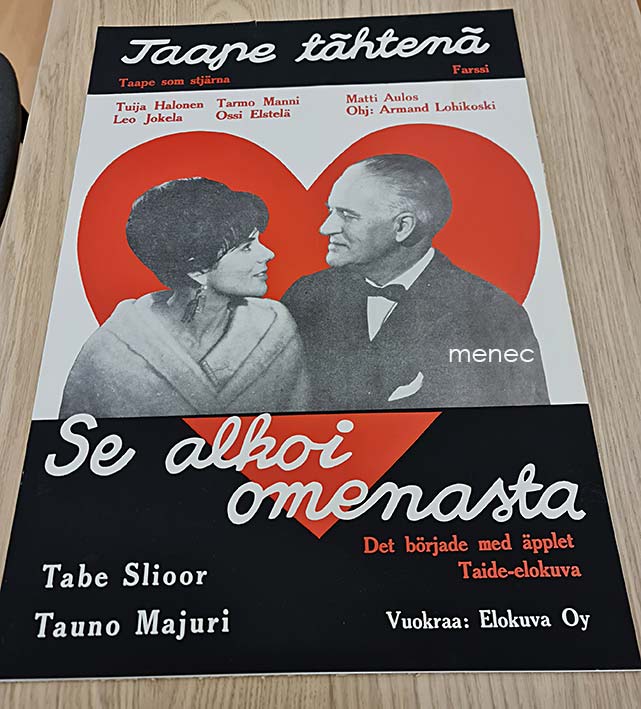 Taape tähtenä
Taape som stjärna
Farssi
Tuija Halonen Tarmo Manni Matti Aulos
Leo Jokela Ossi Elstelä Ohj: Armand Lohikoski
menec
Se alkoi
omenasta
Det började med äpplet
Taide-elokuva
Tabe Slioor
Tauno Majuri
Vuokraa: Elokuva Oy